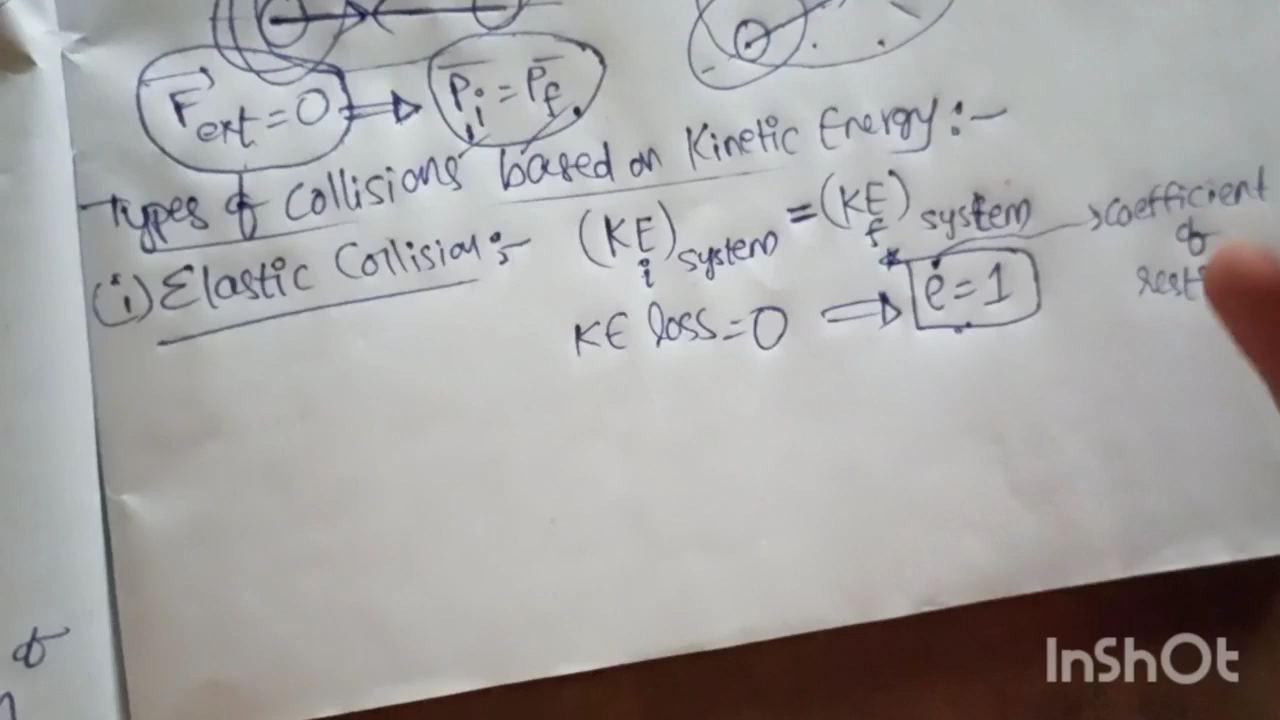 F ext = 0 ⇒ P i = P f
Types of Collisions based on Kinetic Energy :-
(i) Elastic Collision :- (KE i) system = (KE f) system → coefficient
of
KE loss = 0 ⇒ e = 1
of
InShOt